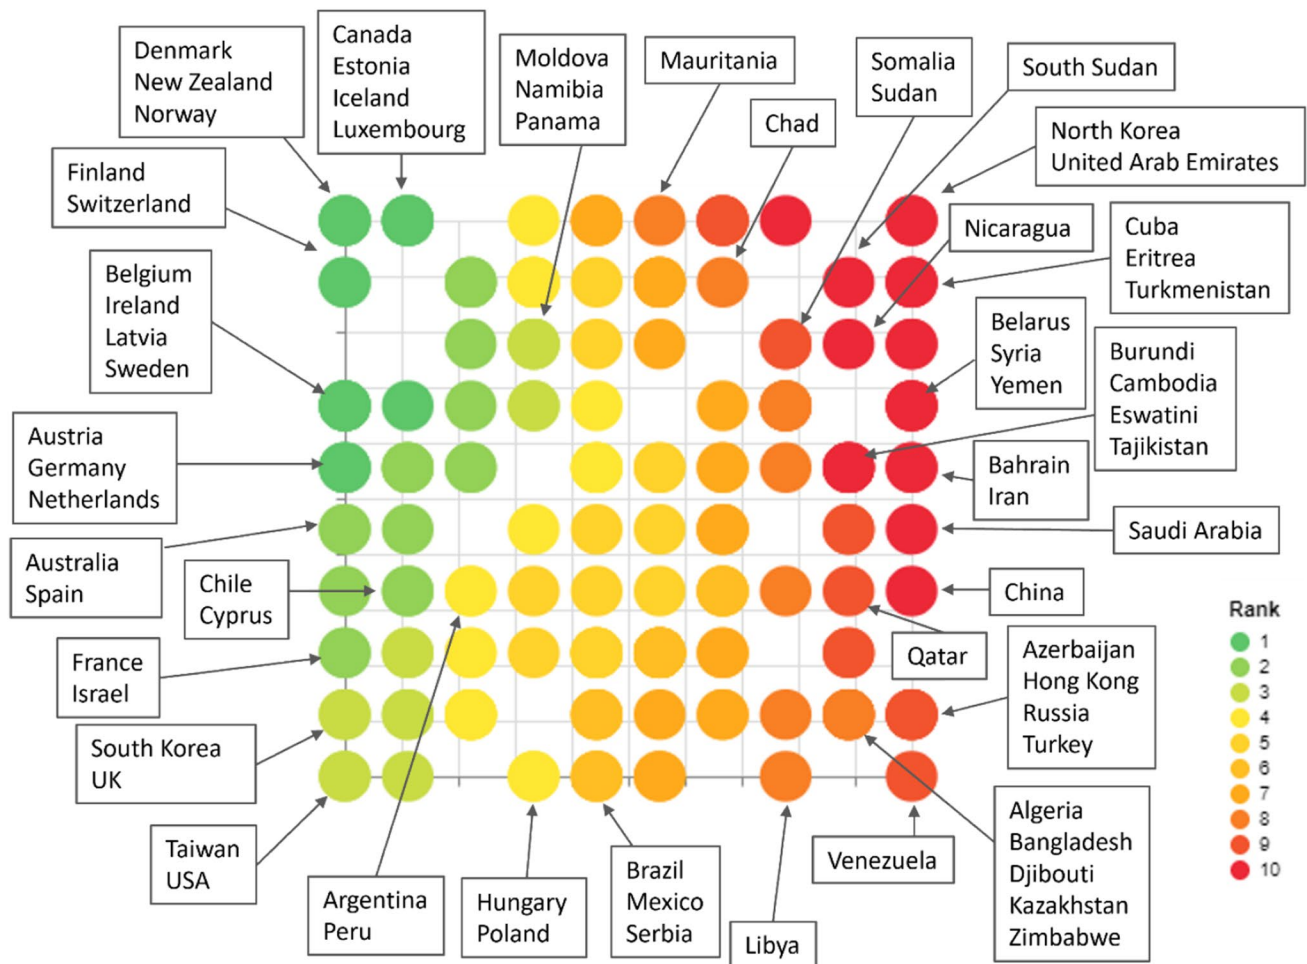 Denmark
New Zealand
Norway
Canada
Estonia
Iceland
Luxembourg
Moldova
Namibia
Panama
Mauritania
Chad
Somalia
Sudan
South Sudan
North Korea
United Arab Emirates
Finland
Switzerland
Nicaragua
Cuba
Eritrea
Turkmenistan
Belgium
Ireland
Latvia
Sweden
Belarus
Syria
Yemen
Burundi
Cambodia
Eswatini
Tajikistan
Austria
Germany
Netherlands
Bahrain
Iran
Saudi Arabia
Australia
Spain
Chile
Cyprus
China
Qatar
France
Israel
Azerbaijan
Hong Kong
Russia
Turkey
South Korea
UK
Taiwan
USA
Argentina
Peru
Hungary
Poland
Brazil
Mexico
Serbia
Libya
Venezuela
Algeria
Bangladesh
Djibouti
Kazakhstan
Zimbabwe
Rank
1
2
3
4
5
6
7
8
9
10